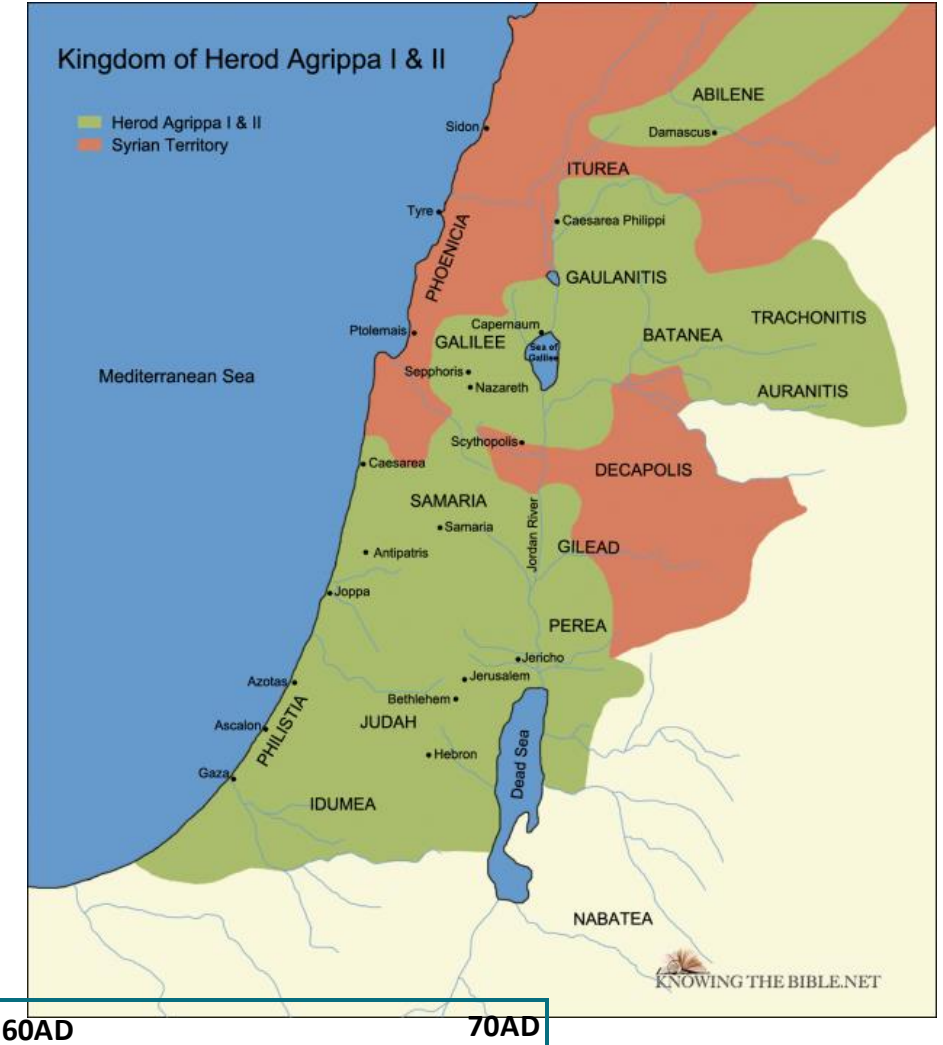 Kingdom of Herod Agrippa I & II
Herod Agrippa I & II
Syrian Territory
ABILENE
Sidon
Damascus
ITUREA
Tyre
Caesarea Philippi
PHOENICIA
GAULANITIS
TRACHONITIS
Ptolemais
Capernaum
GALILEE
BATANEA
Sea of
Galilee
Mediterranean Sea
Sepphoris
Nazareth
AURANITIS
Scythopolis
Caesarea
DECAPOLIS
SAMARIA
Samaria
Jordan River
Antipatris
GILEAD
Joppa
PEREA
Jericho
Jerusalem
Azotas
Bethlehem
Ascalon
PHILISTIA
JUDAH
Hebron
Dead Sea
Gaza
IDUMEA
NABATEA
KNOWING THE BIBLE.NET
60AD
70AD